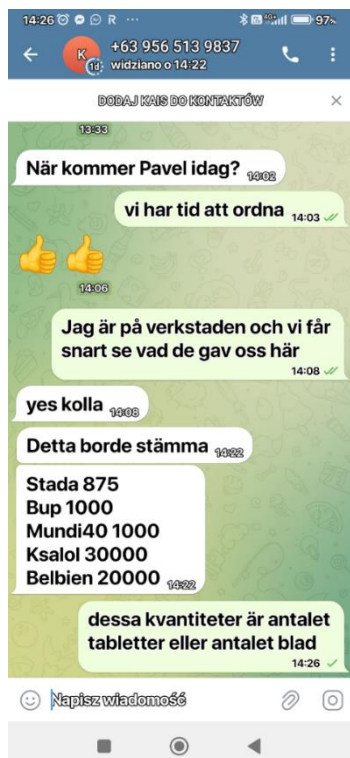 14:26 R ... 4G+ 97%
K +63 956 513 9837
1d widziano o 14:22
DODAJ KAIS DO KONTAKTÓW
13:33
När kommer Pavel idag? 14:02
vi har tid att ordna 14:03
14:06
Jag är på verkstaden och vi får
snart se vad de gav oss här
14:08
yes kolla 14:08
Detta borde stämma 14:22
Stada 875
Bup 1000
Mundi40 1000
Ksalol 30000
Belbien 20000 14:22
dessa kvantiteter är antalet
tabletter eller antalet blad
14:26
Napisz wiadomość